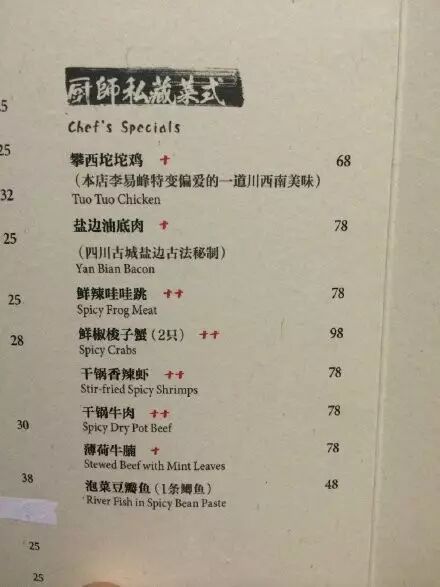 厨師私藏菜式
Chef's Specials
攀西坨坨鸡 68
(本店李易峰特变偏爱的一道川西南美味)
Tuo Tuo Chicken
盐边油底肉 78
(四川古城盐边古法秘制)
Yan Bian Bacon
鲜辣哇哇跳 78
Spicy Frog Meat
鲜椒梭子蟹(2只) 98
Spicy Crabs
干锅香辣虾 78
Stir-fried Spicy Shrimps
干锅牛肉 78
Spicy Dry Pot Beef
薄荷牛腩 78
Stewed Beef with Mint Leaves
泡菜豆瓣鱼(1条鲫鱼) 48
River Fish in Spicy Bean Paste
25
25
32
25
25
28
30
38
25
25